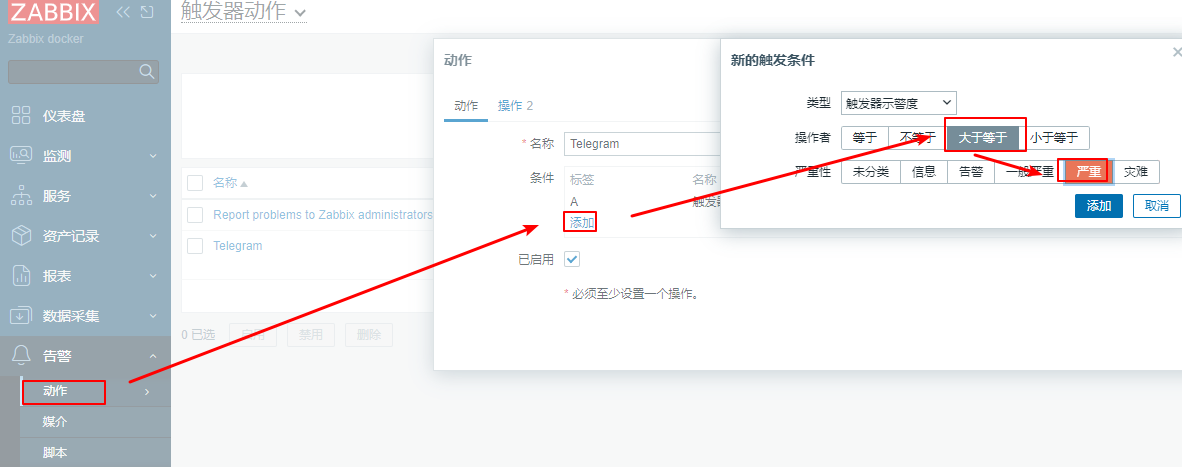 ZABBIX
Zabbix docker
仪表盘
监测
服务
资产记录
报表
数据采集
告警
动作
媒介
脚本
触发器动作
名称
Report problems to Zabbix administrators
Telegram
0 已选
禁用
删除
动作
动作
操作 2
* 名称
Telegram
条件
标签
名称
A
添加
已启用
* 必须至少设置一个操作。
新的触发条件
类型
触发器示警度
操作者
等于
不等于
大于等于
小于等于
严重性
未分类
信息
告警
一般严重
严重
灾难
添加
取消